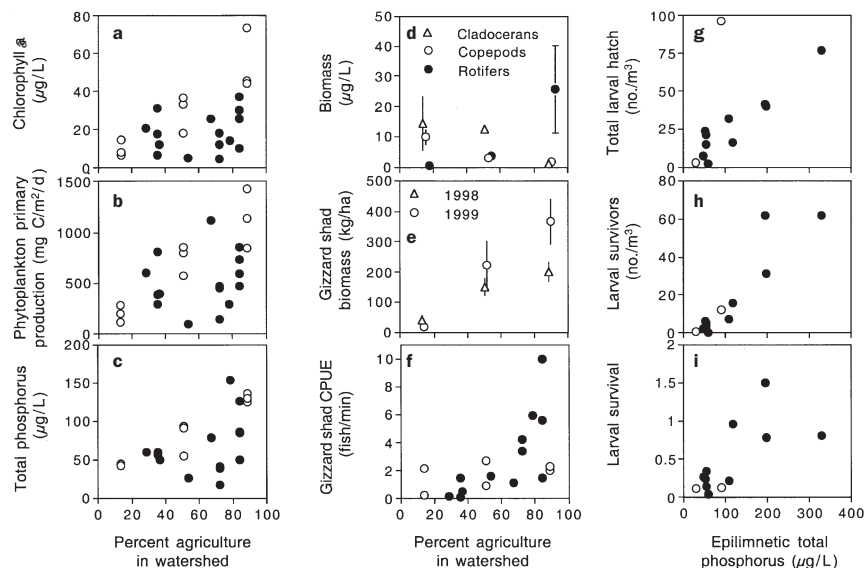 a
Chlorophyll a
(µg/L)
80
60
40
20
0
b
Phytoplankton primary
production (mg C/m²/d)
1500
1000
500
0
c
Total phosphorus
(µg/L)
200
150
100
50
0
0 20 40 60 80 100
Percent agriculture
in watershed
d
Biomass
(µg/L)
50
40
30
20
10
0
Cladocerans
Copepods
Rotifers
e
Gizzard shad
biomass (kg/ha)
500
400
300
200
100
0
1998
1999
f
Gizzard shad CPUE
(fish/min)
10
8
6
4
2
0
0 20 40 60 80 100
Percent agriculture
in watershed
g
Total larval hatch
(no./m³)
100
80
60
40
20
0
h
Larval survivors
(no./m³)
80
60
40
20
0
i
Larval survival
2
1.5
1
0.5
0
0 100 200 300 400
Epilimnetic total
phosphorus (µg/L)